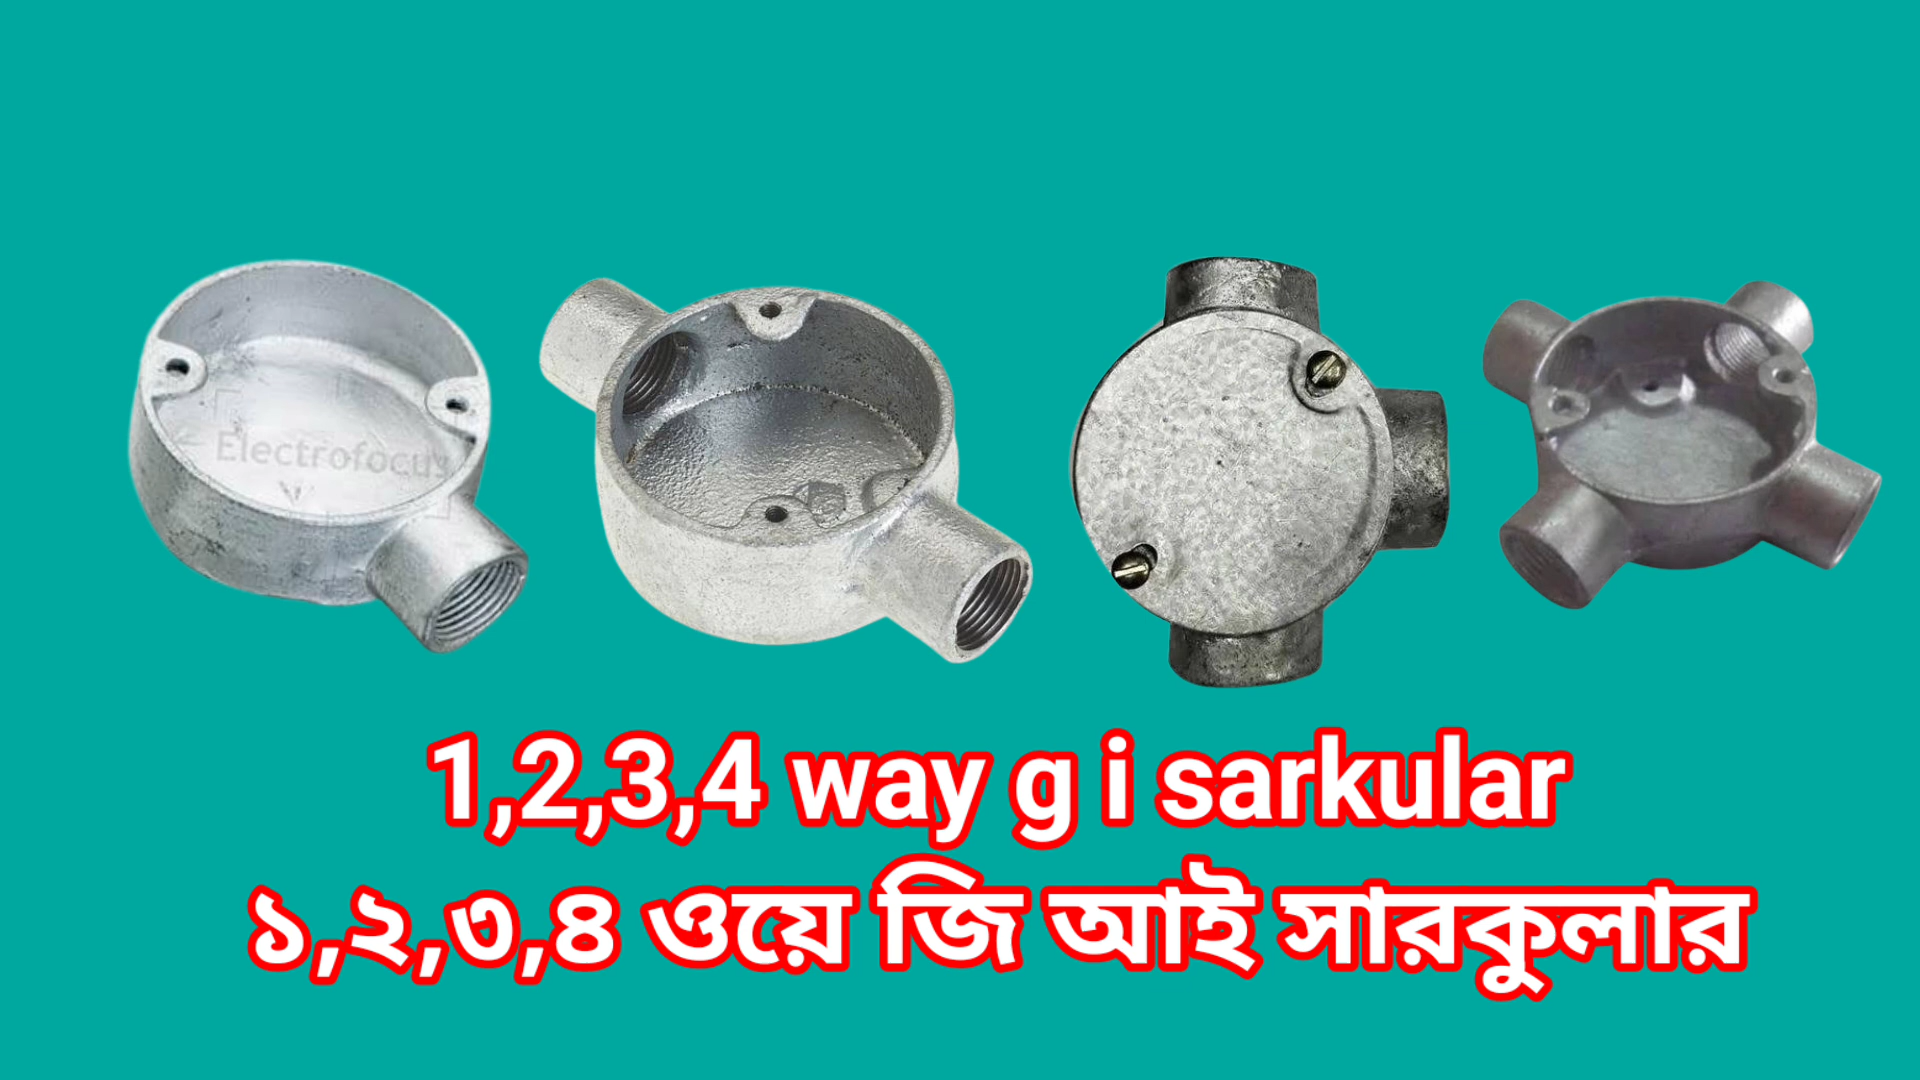 Electrofocus
1,2,3,4 way g i sarkular
১,২,৩,৪ ওয়ে জি আই সারকুলার